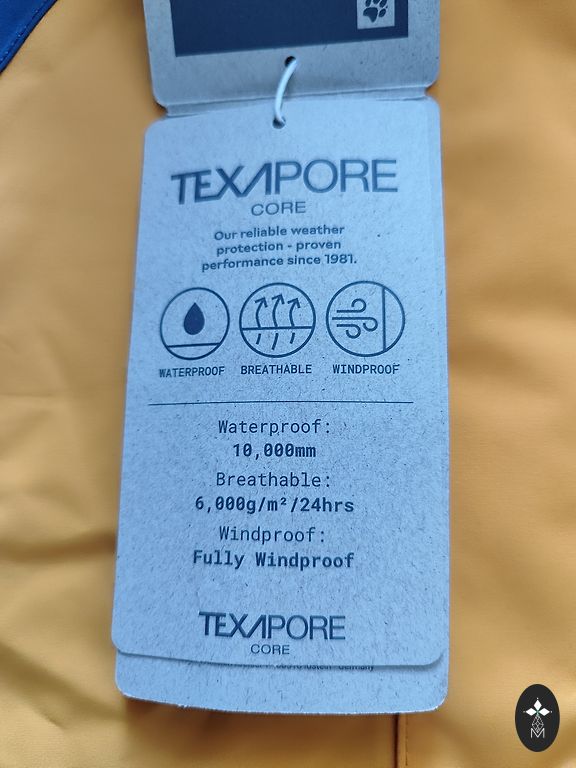 TEXAPORE
CORE
Our reliable weather
protection - proven
performance since 1981.
WATERPROOF BREATHABLE WINDPROOF
Waterproof:
10,000mm
Breathable:
6,000g/m²/24hrs
Windproof:
Fully Windproof
TEXAPORE
CORE
Germany
M